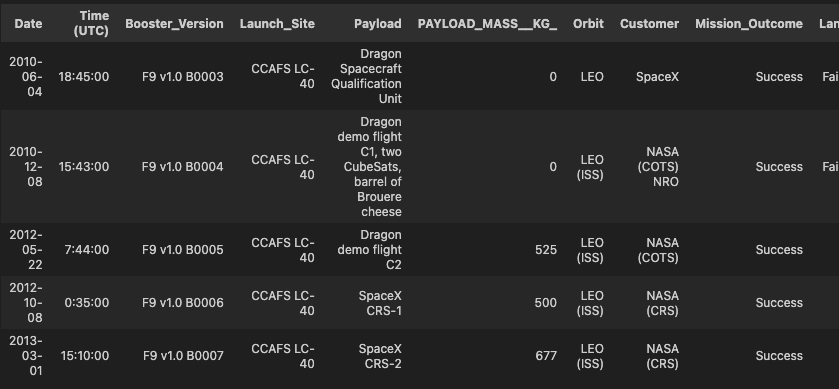 Date Time (UTC) Booster_Version Launch_Site Payload PAYLOAD_MASS__KG_ Orbit Customer Mission_Outcome Lan
2010-06-04 18:45:00 F9 v1.0 B0003 CCAFS LC-40 Dragon Spacecraft Qualification Unit 0 LEO SpaceX Success Fai
2010-12-08 15:43:00 F9 v1.0 B0004 CCAFS LC-40 Dragon demo flight C1, two CubeSats, barrel of Brouere cheese 0 LEO (ISS) NASA (COTS) NRO Success Fai
2012-05-22 7:44:00 F9 v1.0 B0005 CCAFS LC-40 Dragon demo flight C2 525 LEO (ISS) NASA (COTS) Success
2012-10-08 0:35:00 F9 v1.0 B0006 CCAFS LC-40 SpaceX CRS-1 500 LEO (ISS) NASA (CRS) Success
2013-03-01 15:10:00 F9 v1.0 B0007 CCAFS LC-40 SpaceX CRS-2 677 LEO (ISS) NASA (CRS) Success